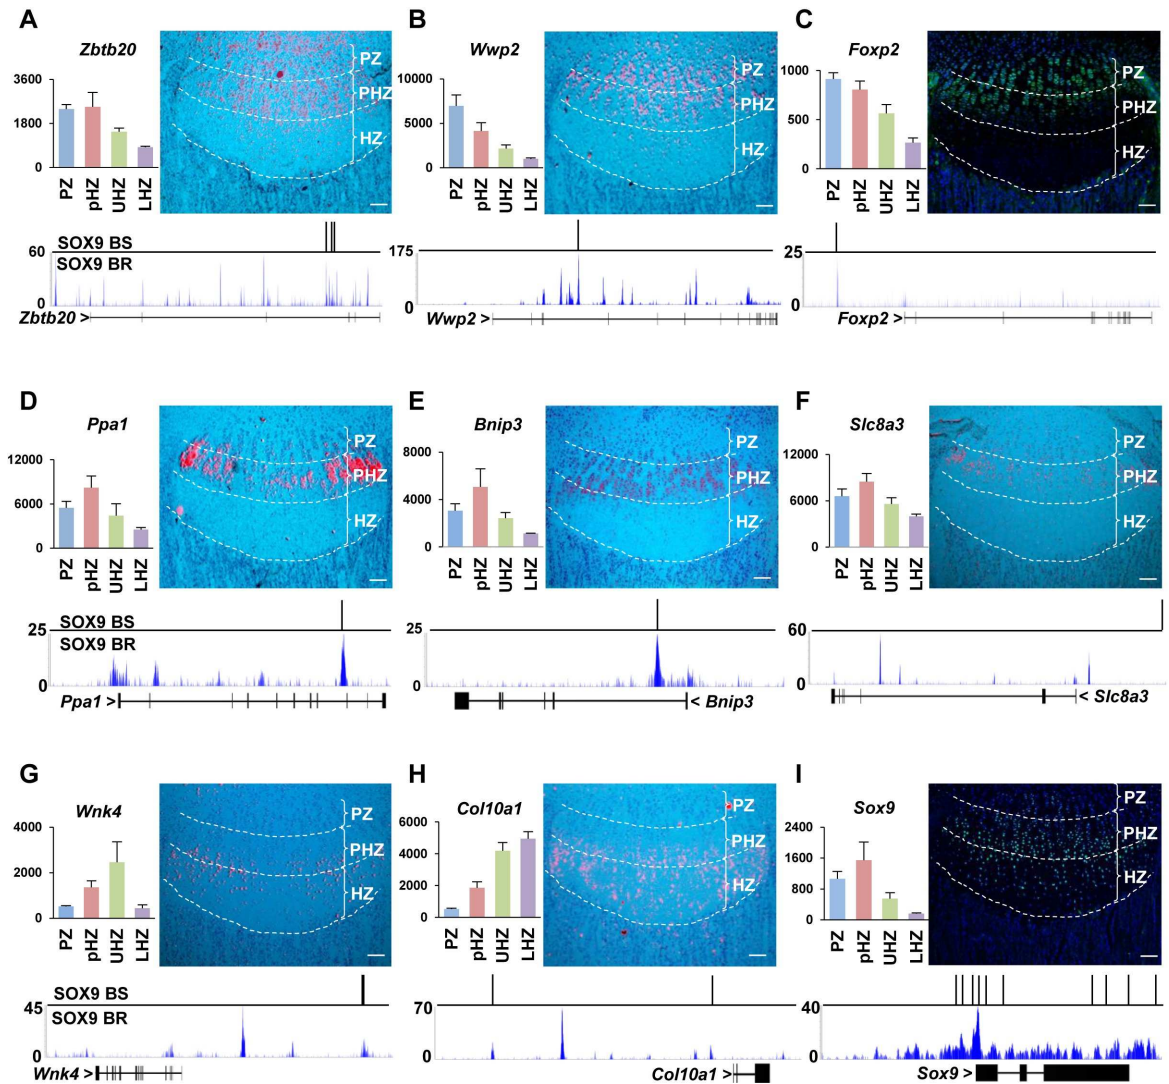 A
Zbtb20
3600
1800
0
PZ
pHZ
UHZ
LHZ
PZ
PHZ
HZ
SOX9 BS
60
SOX9 BR
0
Zbtb20 >
B
Wwp2
10000
5000
0
PZ
pHZ
UHZ
LHZ
PZ
PHZ
HZ
175
0
Wwp2 >
C
Foxp2
1000
500
0
PZ
pHZ
UHZ
LHZ
PZ
PHZ
HZ
25
0
Foxp2 >
D
Ppa1
12000
6000
0
PZ
pHZ
UHZ
LHZ
PZ
PHZ
HZ
SOX9 BS
25
SOX9 BR
0
Ppa1 >
E
Bnip3
8000
4000
0
PZ
pHZ
UHZ
LHZ
PZ
PHZ
HZ
25
0
< Bnip3
F
Slc8a3
12000
6000
0
PZ
pHZ
UHZ
LHZ
PZ
PHZ
HZ
60
0
< Slc8a3
G
Wnk4
4000
2000
0
PZ
pHZ
UHZ
LHZ
PZ
PHZ
HZ
SOX9 BS
45
SOX9 BR
0
Wnk4 >
H
Col10a1
6000
4000
2000
0
PZ
pHZ
UHZ
LHZ
PZ
PHZ
HZ
70
0
Col10a1 >
I
Sox9
2400
1600
800
0
PZ
pHZ
UHZ
LHZ
PZ
PHZ
HZ
40
0
Sox9 >